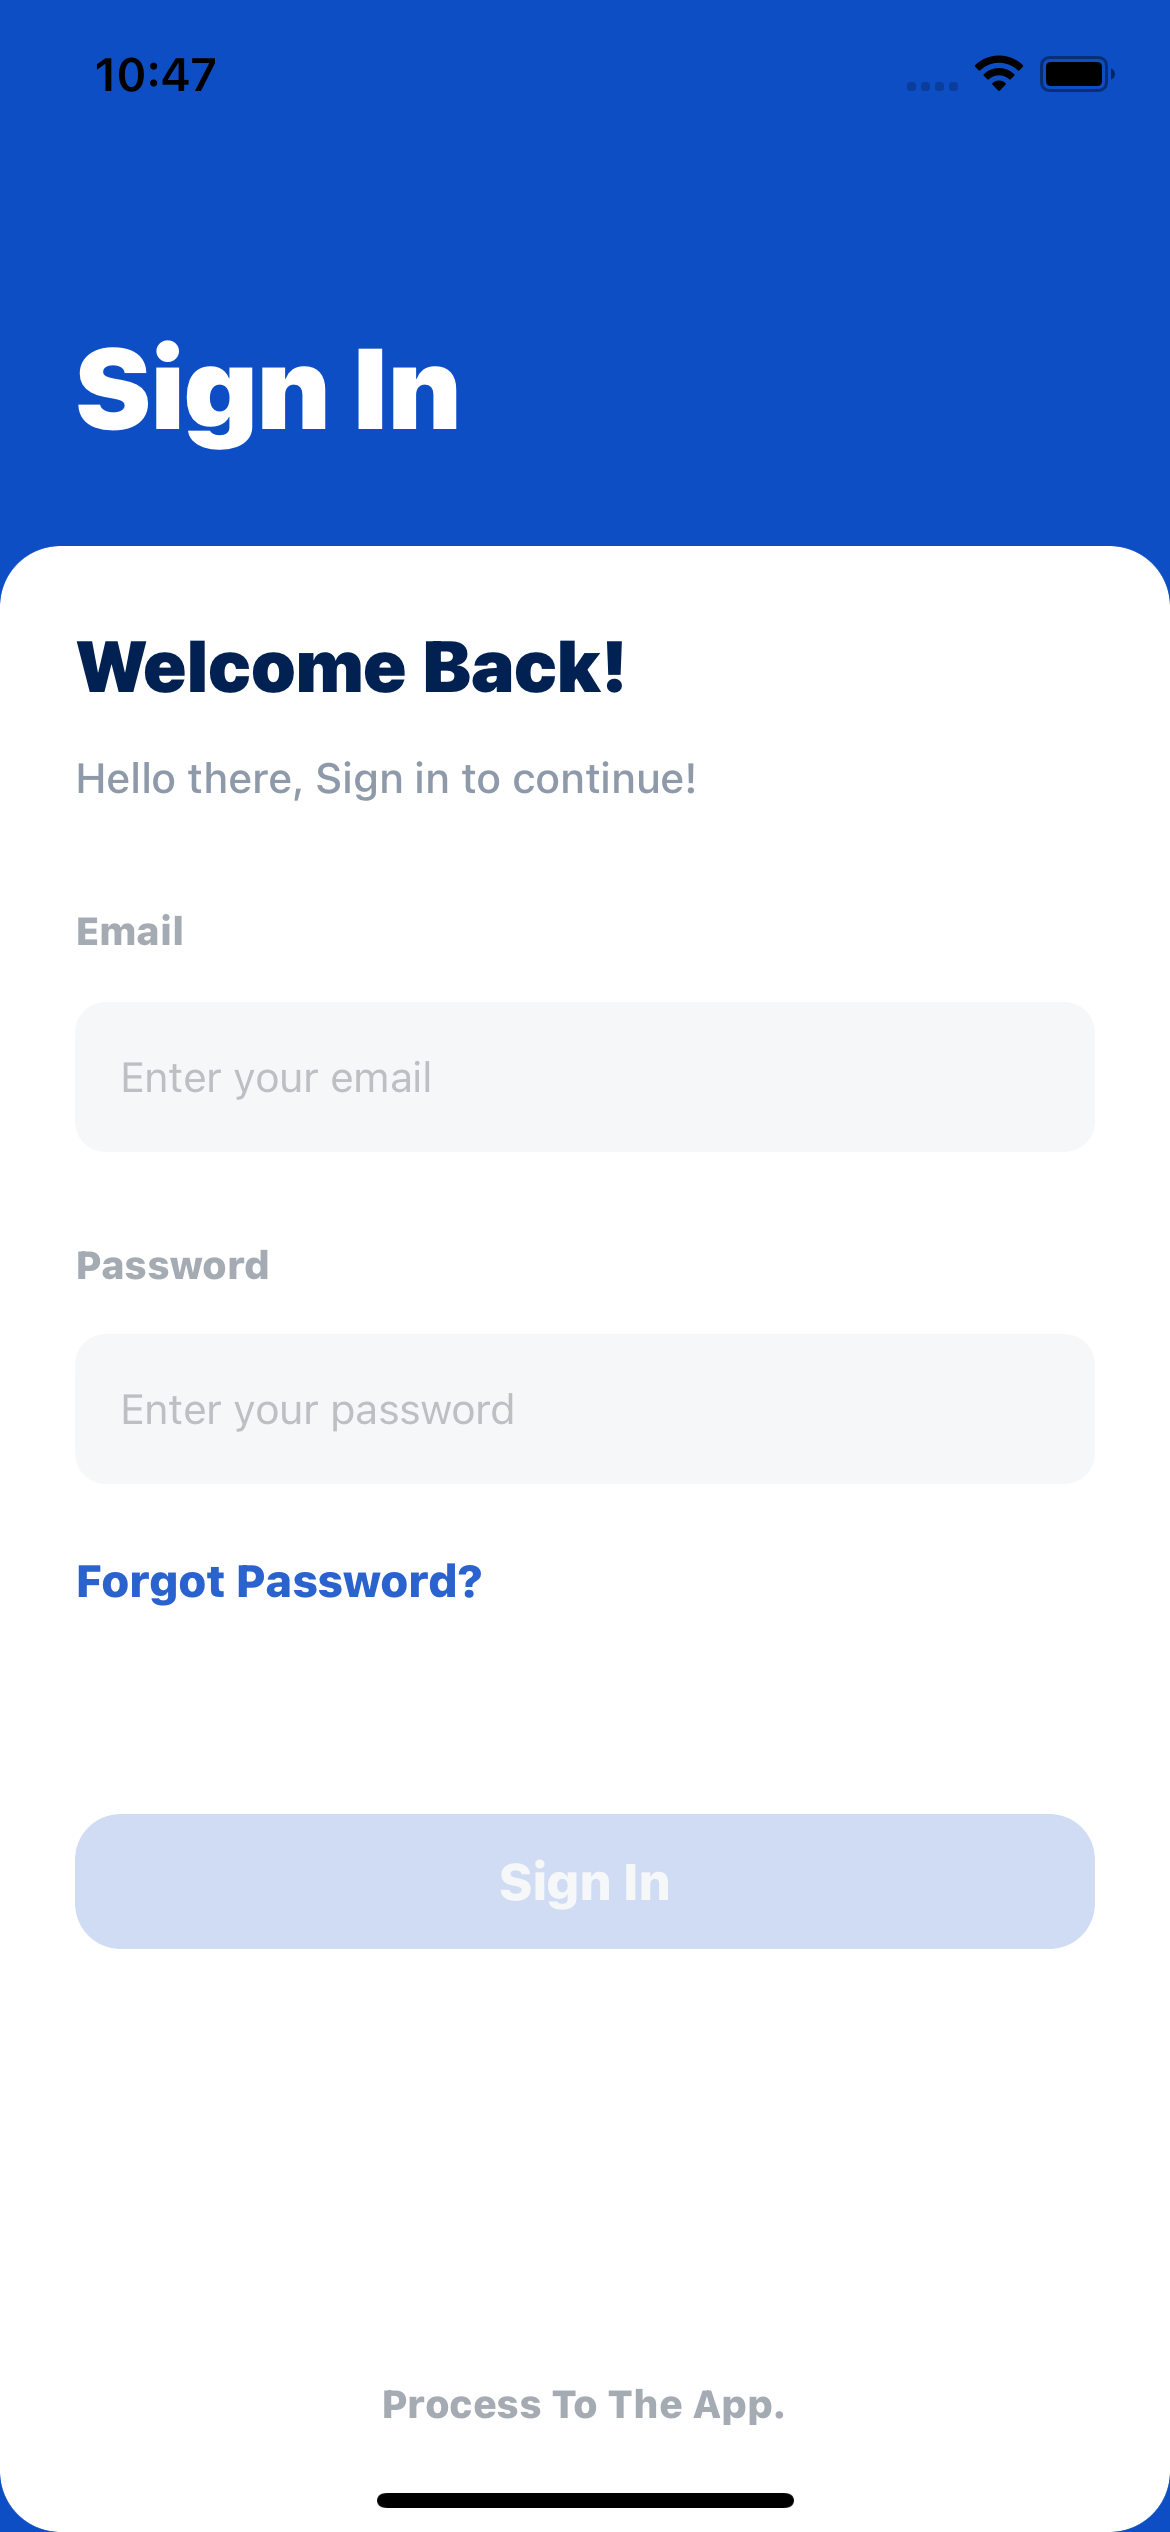 10:47
Sign In
Welcome Back!
Hello there, Sign in to continue!
Email
Enter your email
Password
Enter your password
Forgot Password?
Sign In
Process To The App.